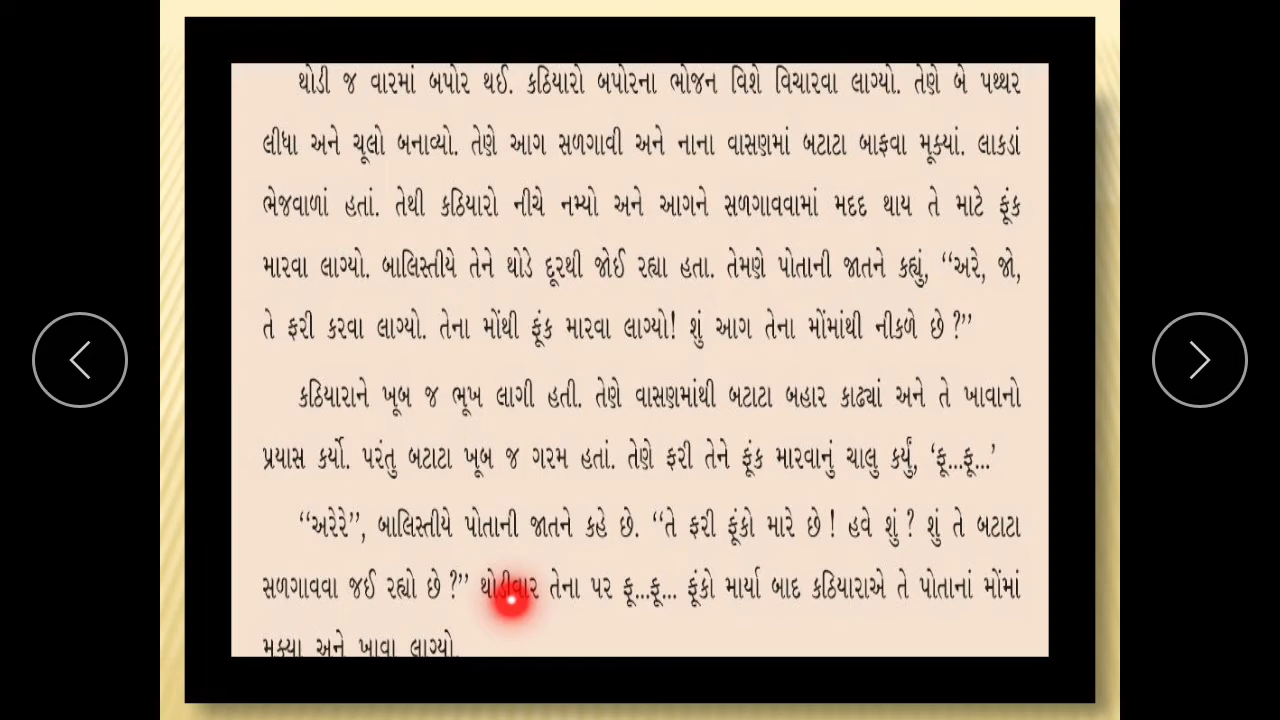 થોડી જ વારમાં બપોર થઈ. કઠિયારો બપોરના ભોજન વિશે વિચારવા લાગ્યો. તેણે બે પથ્થર
લીધા અને ચૂલો બનાવ્યો. તેણે આગ સળગાવી અને નાના વાસણમાં બટાટા બાફવા મૂક્યાં. લાકડાં
ભેજવાળાં હતાં. તેથી કઠિયારો નીચે નમ્યો અને આગને સળગાવવામાં મદદ થાય તે માટે ફૂંક
મારવા લાગ્યો. બાલિસ્તીયે તેને થોડે દૂરથી જોઈ રહ્યા હતા. તેમણે પોતાની જાતને કહ્યું, “અરે, જો,
તે ફરી કરવા લાગ્યો. તેના મોંથી ફૂંક મારવા લાગ્યો! શું આગ તેના મોંમાંથી નીકળે છે ?”
કઠિયારાને ખૂબ જ ભૂખ લાગી હતી. તેણે વાસણમાંથી બટાટા બહાર કાઢ્યાં અને તે ખાવાનો
પ્રયાસ કર્યો. પરંતુ બટાટા ખૂબ જ ગરમ હતાં. તેણે ફરી તેને ફૂંક મારવાનું ચાલુ કર્યું, ‘ફૂ...ફૂ...’
“અરેરે”, બાલિસ્તીયે પોતાની જાતને કહે છે. “તે ફરી ફૂંકો મારે છે ! હવે શું ? શું તે બટાટા
સળગાવવા જઈ રહ્યો છે ?” થોડીવાર તેના પર ફૂ...ફૂ... ફૂંકો માર્યા બાદ કઠિયારાએ તે પોતાનાં મોંમાં
મૂક્યા અને ખાવા લાગ્યો.